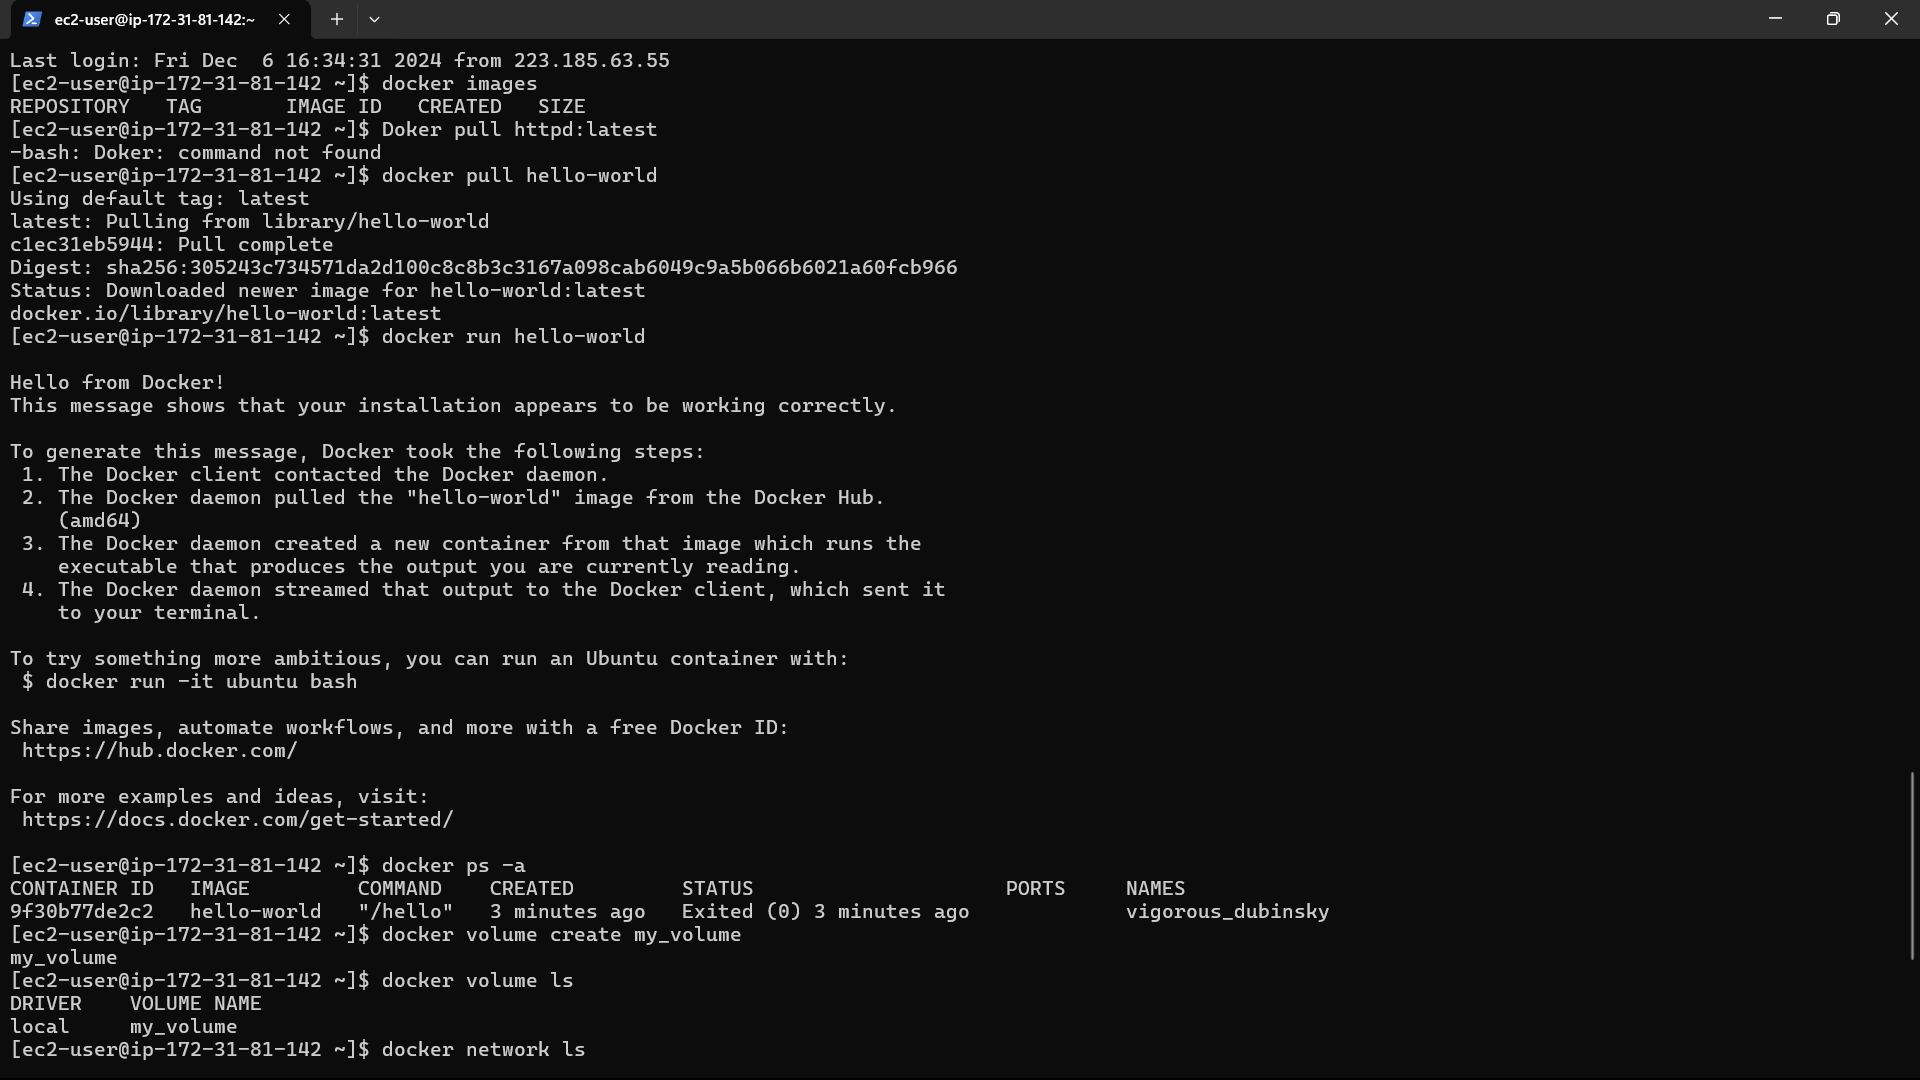 ec2-user@ip-172-31-81-142:~
Last login: Fri Dec  6 16:34:31 2024 from 223.185.63.55
[ec2-user@ip-172-31-81-142 ~]$ docker images
REPOSITORY   TAG       IMAGE ID   CREATED   SIZE
[ec2-user@ip-172-31-81-142 ~]$ Doker pull httpd:latest
-bash: Doker: command not found
[ec2-user@ip-172-31-81-142 ~]$ docker pull hello-world
Using default tag: latest
latest: Pulling from library/hello-world
c1ec31eb5944: Pull complete
Digest: sha256:305243c734571da2d100c8c8b3c3167a098cab6049c9a5b066b6021a60fcb966
Status: Downloaded newer image for hello-world:latest
docker.io/library/hello-world:latest
[ec2-user@ip-172-31-81-142 ~]$ docker run hello-world
Hello from Docker!
This message shows that your installation appears to be working correctly.
To generate this message, Docker took the following steps:
 1. The Docker client contacted the Docker daemon.
 2. The Docker daemon pulled the "hello-world" image from the Docker Hub.
    (amd64)
 3. The Docker daemon created a new container from that image which runs the
    executable that produces the output you are currently reading.
 4. The Docker daemon streamed that output to the Docker client, which sent it
    to your terminal.
To try something more ambitious, you can run an Ubuntu container with:
 $ docker run -it ubuntu bash
Share images, automate workflows, and more with a free Docker ID:
 https://hub.docker.com/
For more examples and ideas, visit:
 https://docs.docker.com/get-started/
[ec2-user@ip-172-31-81-142 ~]$ docker ps -a
CONTAINER ID   IMAGE         COMMAND    CREATED         STATUS                     PORTS     NAMES
9f30b77de2c2   hello-world   "/hello"   3 minutes ago   Exited (0) 3 minutes ago             vigorous_dubinsky
[ec2-user@ip-172-31-81-142 ~]$ docker volume create my_volume
my_volume
[ec2-user@ip-172-31-81-142 ~]$ docker volume ls
DRIVER    VOLUME NAME
local     my_volume
[ec2-user@ip-172-31-81-142 ~]$ docker network ls